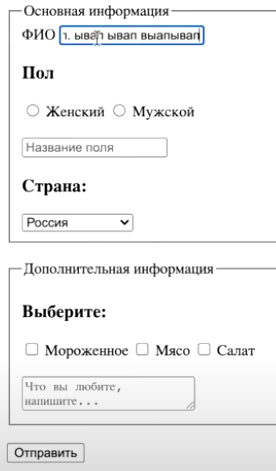 Основная информация
ФИО п. ывап ывап выапывап
Пол
Женский Мужской
Название поля
Страна:
Россия
Дополнительная информация
Выберите:
Мороженное Мясо Салат
Что вы любите,
напишите...
Отправить